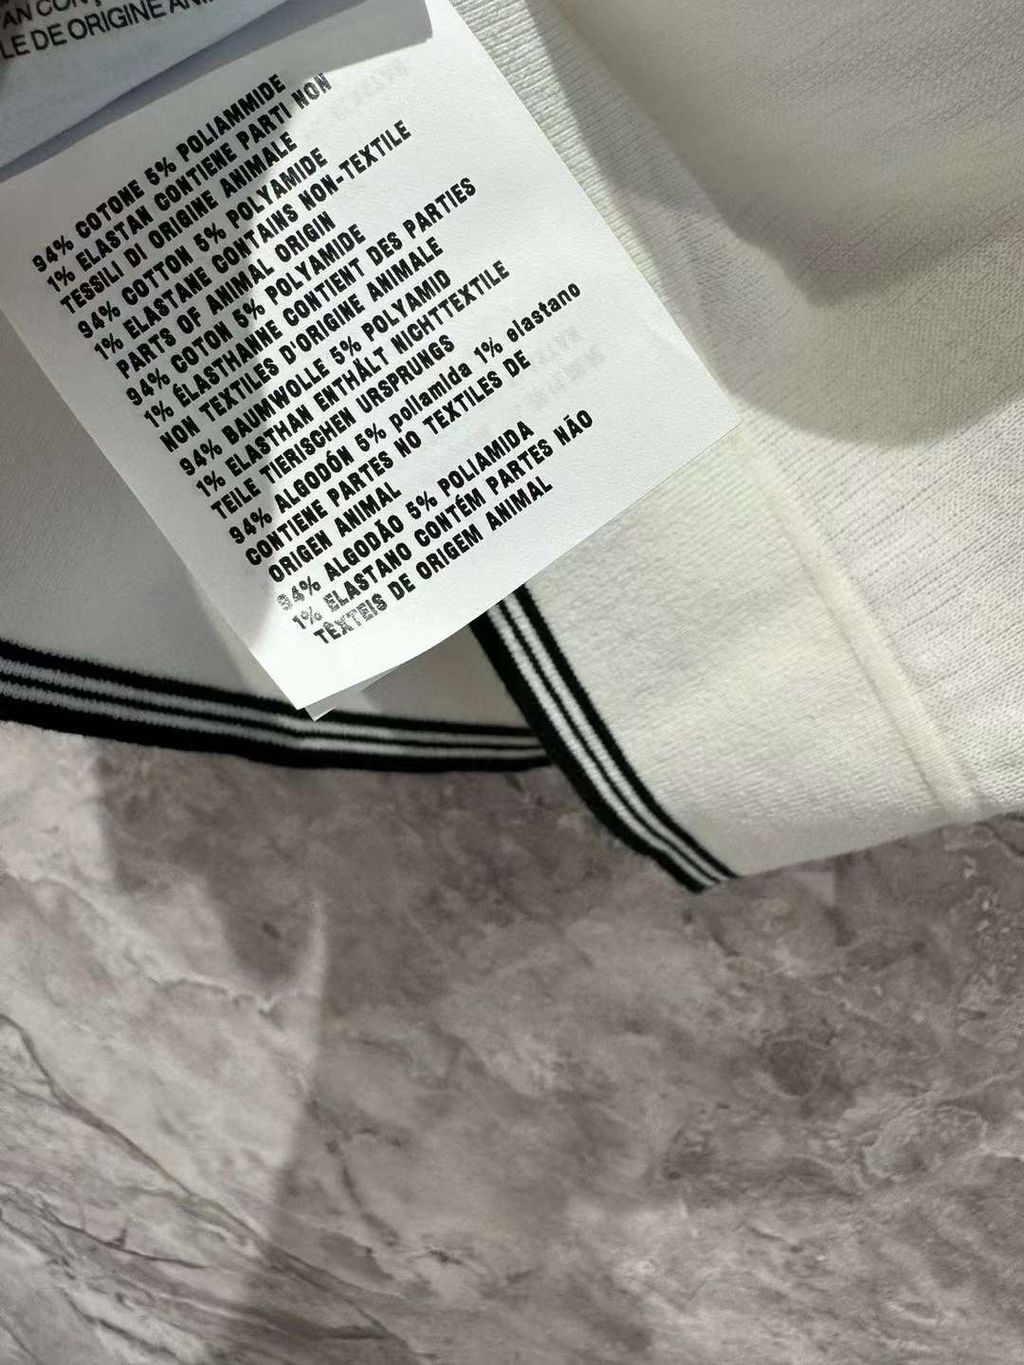 LE DE ORIGINE
94% COTONE 5% POLIAMMIDE
1% ELASTAN CONTIENE PARTI NON
TESSILI DI ORIGINE ANIMALE
94% COTTON 5% POLYAMIDE
1% ELASTANE CONTAINS NON-TEXTILE
PARTS OF ANIMAL ORIGIN
94% COTON 5% POLYAMIDE
1% ÉLASTHANNE CONTIENT DES PARTIES
NON TEXTILES D'ORIGINE ANIMALE
94% BAUMWOLLE 5% POLYAMID
1% ELASTHAN ENTHÄLT NICHTTEXTILE
TEILE TIERISCHEN URSPRUNGS
94% ALGODÓN 5% poliamida 1% elastano
CONTIENE PARTES NO TEXTILES DE
ORIGEN ANIMAL
94% ALGODÃO 5% POLIAMIDA
1% ELASTANO CONTÉM PARTES NÃO
TÊXTEIS DE ORIGEM ANIMAL